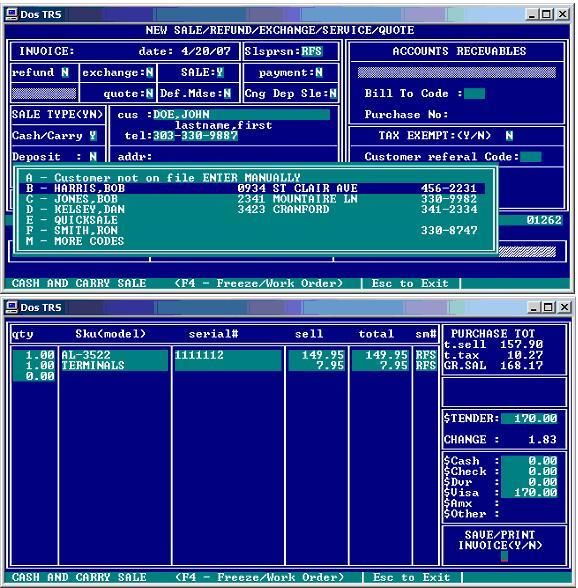 Dos TRS
NEW SALE/REFUND/EXCHANGE/SERVICE/QUOTE
INVOICE: date: 4/20/07 Slsprsn:RFS ACCOUNTS RECEVABLES
refund N exchange:N SALE:Y payment:N
Bill To Code :
quote:N Def.Mdse:N Cng Dep Sle:N
SALE TYPE(YN) cus :DOE,JOHN Purchase No:
lastname,first
Cash/Carry Y tel:303-330-9887 TAX EXEMPT:(Y/N) N
Deposit : N addr: Customer referal Code:
A - Customer not on file ENTER MANUALLY
B - HARRIS,BOB 0934 ST CLAIR AVE 456-2231
C - JONES,BOB 2341 MOUNTAIRE LN 330-9982
D - KELSEY,DAN 3423 CRANFORD 341-2334
E - QUICKSALE 01262
F - SMITH,RON 330-8747
M - MORE CODES
CASH AND CARRY SALE (F4 - Freeze/Work Order) | Esc to Exit |
Dos TRS
qty Sku(model) serial# sell total sm# PURCHASE TOT
t.sell 157.90
1.00 AL-3522 1111112 149.95 149.95 RFS t.tax 10.27
1.00 TERMINALS 7.95 7.95 RFS GR.SAL 168.17
0.00
$TENDER: 170.00
CHANGE : 1.83
$Cash : 0.00
$Check : 0.00
$Dvr : 0.00
$Visa : 170.00
$Amx :
$Other :
SAVE/PRINT
INVOICE(Y/N)
CASH AND CARRY SALE (F4 - Freeze/Work Order) | Esc to Exit |